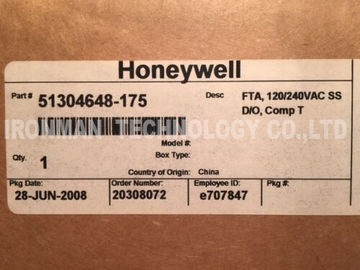 Honeywell
Part # 51304648-175 Desc FTA, 120/240VAC SS
D/O, Comp T
IRONMAN TECHNOLOGY CO.,LTD
Model #:
Qty. 1 Box Type:
Country of Origin: China
Pkg Date: Order Number: Employee ID: Pkg #:
28-JUN-2008 20308072 e707847